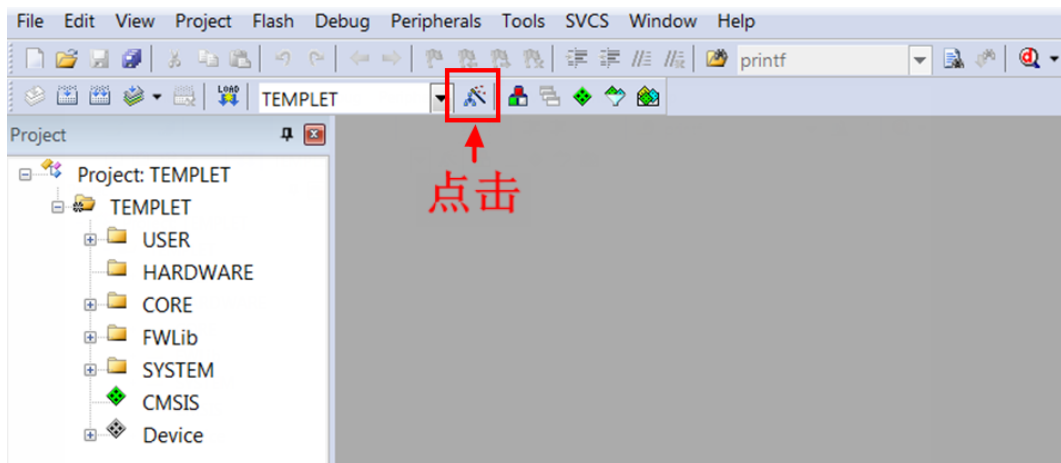 File Edit View Project Flash Debug Peripherals Tools SVCS Window Help
printf
LOAD TEMPLET
Project
点击
Project: TEMPLET
TEMPLET
USER
HARDWARE
CORE
FWLib
SYSTEM
CMSIS
Device